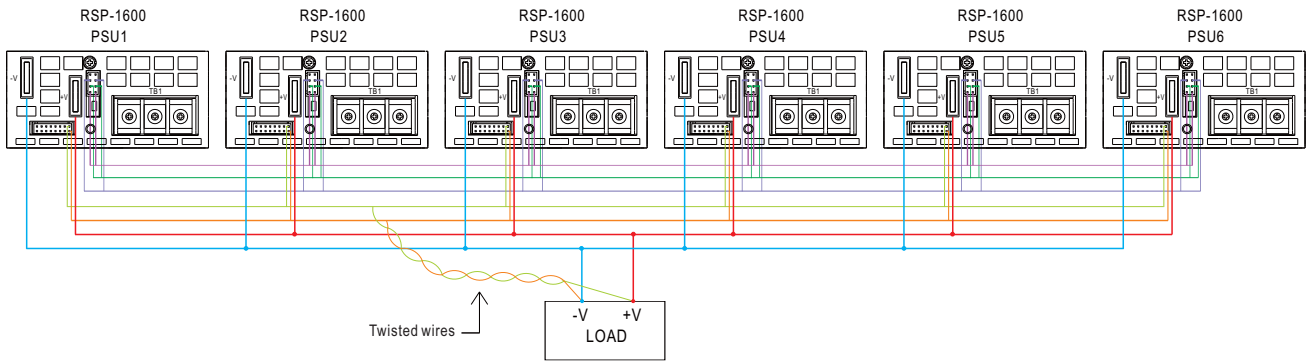 RSP-1600 RSP-1600 RSP-1600 RSP-1600 RSP-1600 RSP-1600
PSU1 PSU2 PSU3 PSU4 PSU5 PSU6
-V -V -V -V -V -V
+V TB1 +V TB1 +V TB1 +V TB1 +V TB1 +V TB1
-V +V
Twisted wires LOAD